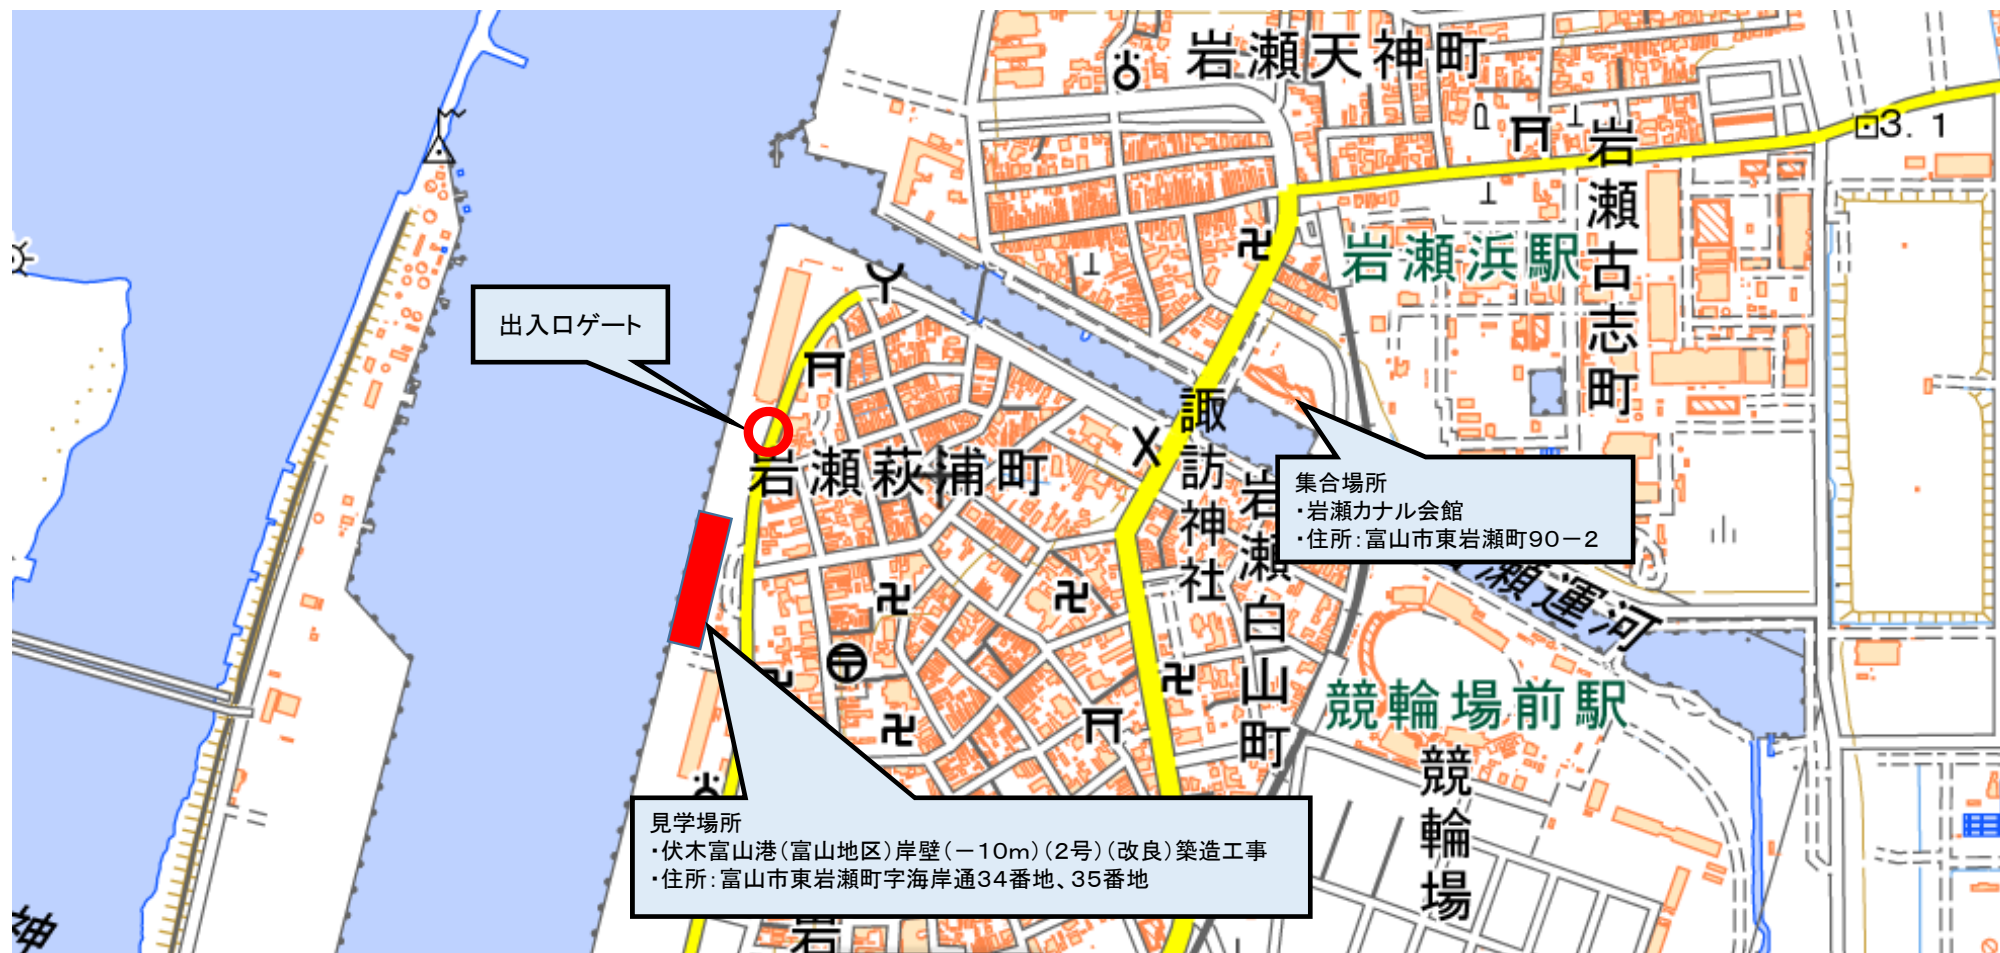 岩瀬天神町
3.1
岩瀬古志町
岩瀬浜駅
出入口ゲート
諏訪神社
岩瀬萩浦町
集合場所
・岩瀬カナル会館
・住所：富山市東岩瀬町90－2
岩瀬白山町
瀬運河
競輪場前駅
競輪場
見学場所
・伏木富山港（富山地区）岸壁（－10m）（2号）（改良）築造工事
・住所：富山市東岩瀬町字海岸通34番地、35番地
神
岩